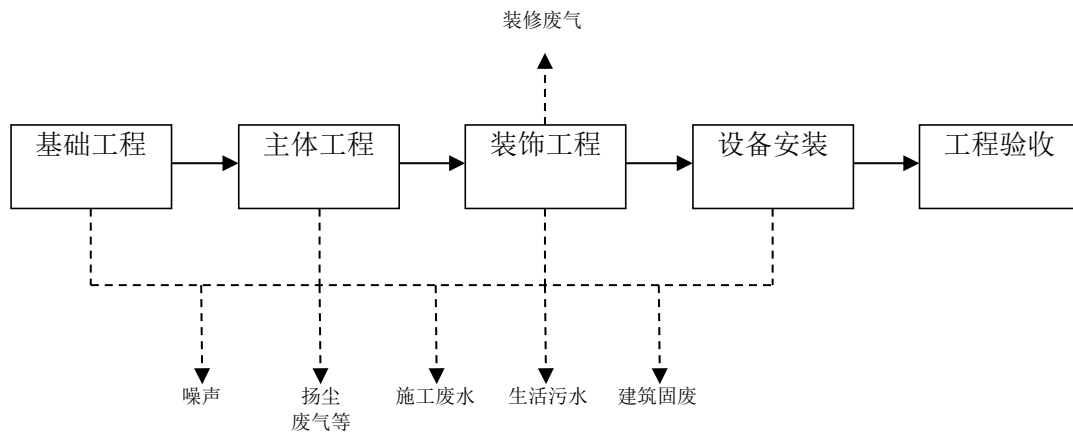 装修废气
基础工程
主体工程
装饰工程
设备安装
工程验收
噪声
扬尘
废气等
施工废水
生活污水
建筑固废